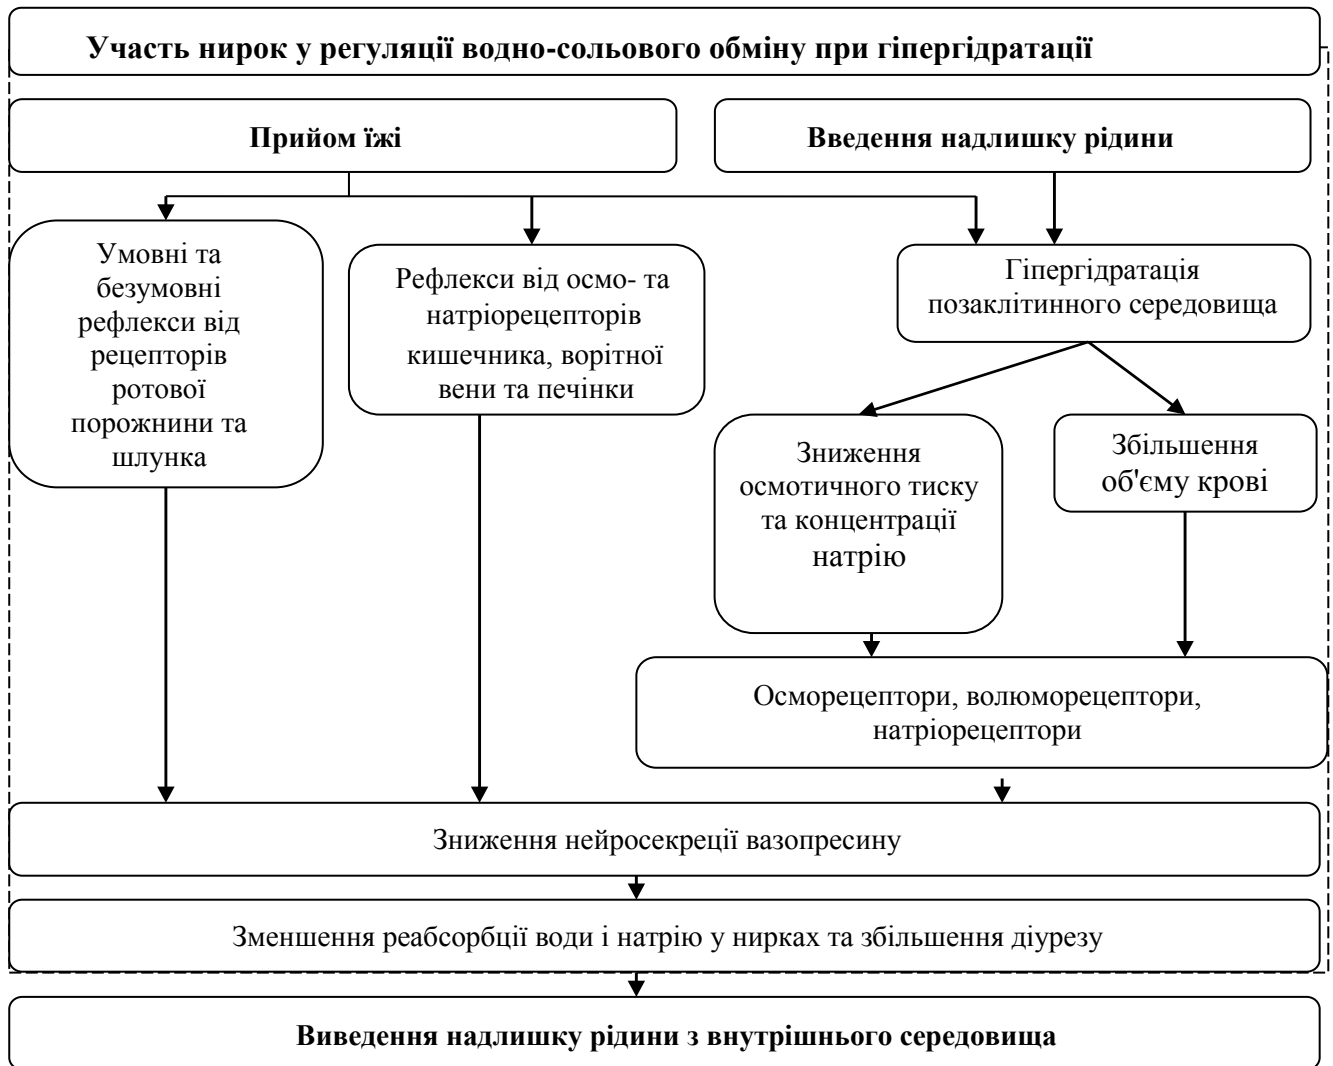 Участь нирок у регуляції водно-сольового обміну при гіпергідратації
Прийом їжі
Введення надлишку рідини
Умовні та
безумовні
рефлекси від
рецепторів
ротової
порожнини та
шлунка
Рефлекси від осмо- та
натріорецепторів
кишечника, ворітної
вени та печінки
Гіпергідратація
позаклітинного середовища
Зниження
осмотичного тиску
та концентрації
натрію
Збільшення
об'єму крові
Осморецептори, волюморецептори,
натріорецептори
Зниження нейросекреції вазопресину
Зменшення реабсорбції води і натрію у нирках та збільшення діурезу
Виведення надлишку рідини з внутрішнього середовища